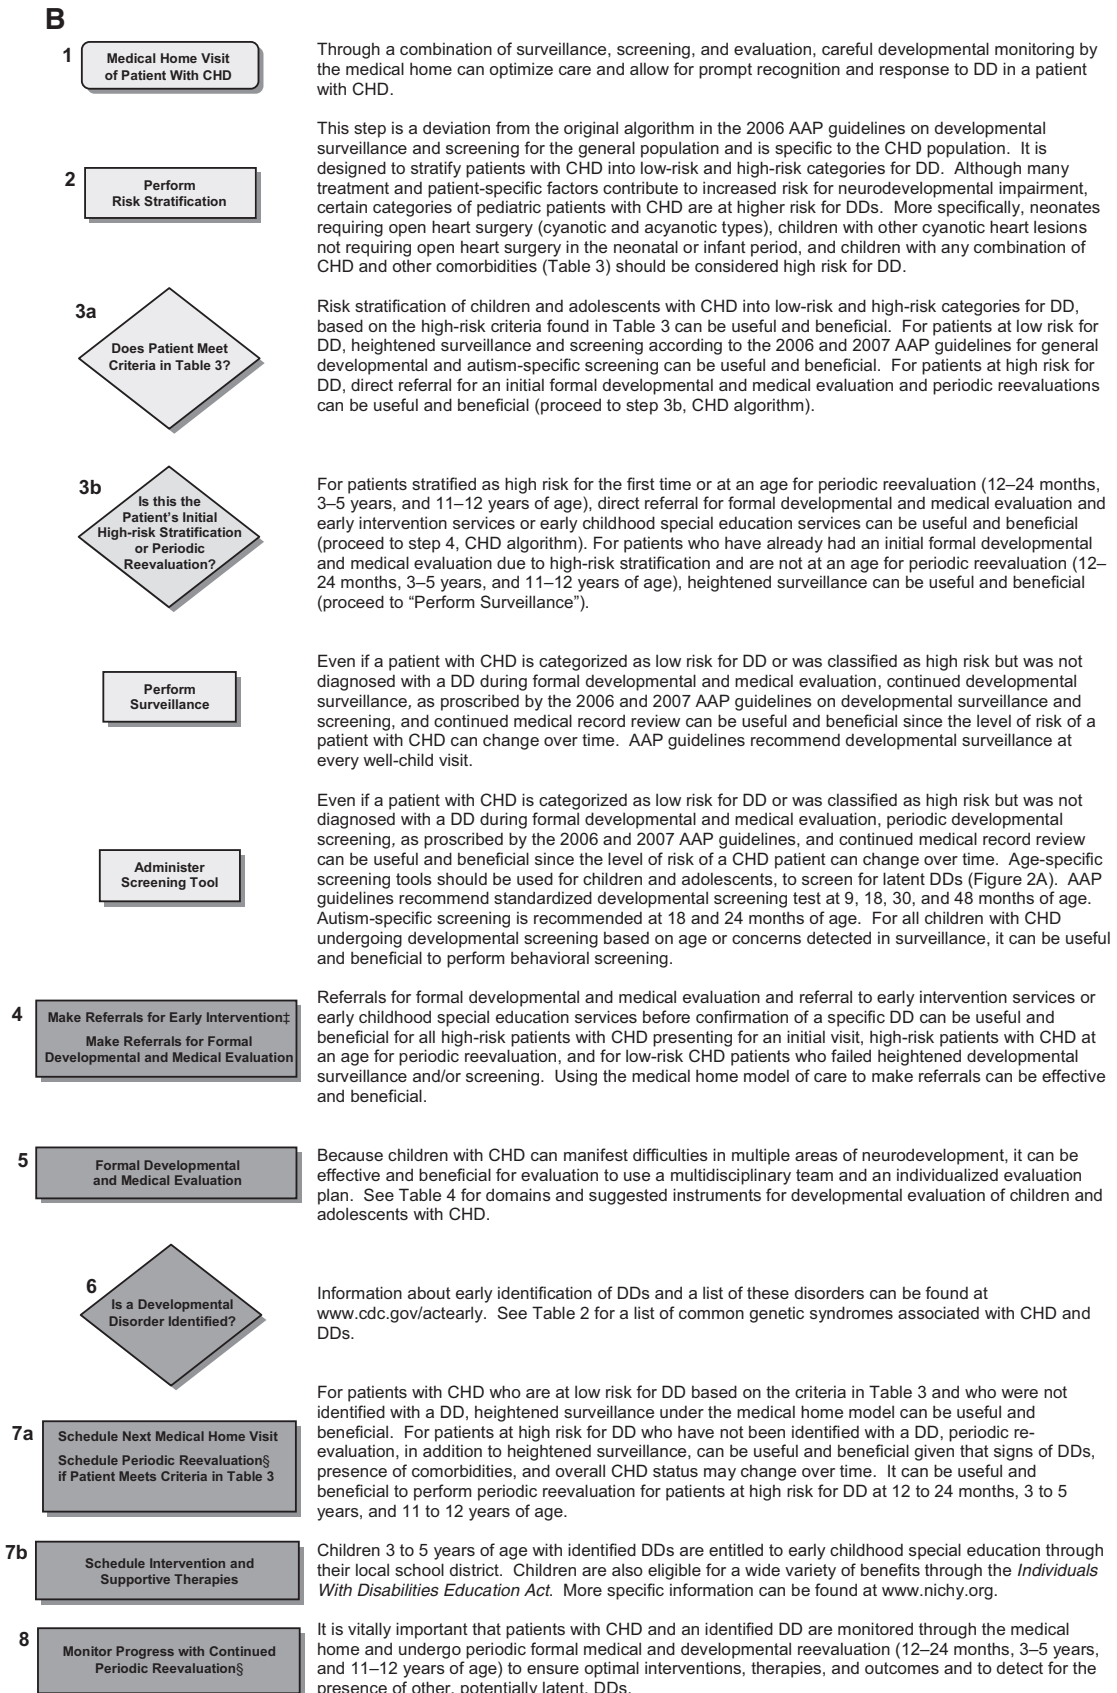 B
1
Medical Home Visit
of Patient With CHD
Through a combination of surveillance, screening, and evaluation, careful developmental monitoring by
the medical home can optimize care and allow for prompt recognition and response to DD in a patient
with CHD.
2
Perform
Risk Stratification
This step is a deviation from the original algorithm in the 2006 AAP guidelines on developmental
surveillance and screening for the general population and is specific to the CHD population. It is
designed to stratify patients with CHD into low-risk and high-risk categories for DD. Although many
treatment and patient-specific factors contribute to increased risk for neurodevelopmental impairment,
certain categories of pediatric patients with CHD are at higher risk for DDs. More specifically, neonates
requiring open heart surgery (cyanotic and acyanotic types), children with other cyanotic heart lesions
not requiring open heart surgery in the neonatal or infant period, and children with any combination of
CHD and other comorbidities (Table 3) should be considered high risk for DD.
3a
Does Patient Meet
Criteria in Table 3?
Risk stratification of children and adolescents with CHD into low-risk and high-risk categories for DD,
based on the high-risk criteria found in Table 3 can be useful and beneficial. For patients at low risk for
DD, heightened surveillance and screening according to the 2006 and 2007 AAP guidelines for general
developmental and autism-specific screening can be useful and beneficial. For patients at high risk for
DD, direct referral for an initial formal developmental and medical evaluation and periodic reevaluations
can be useful and beneficial (proceed to step 3b, CHD algorithm).
3b
Is this the
Patient's Initial
High-risk Stratification
or Periodic
Reevaluation?
For patients stratified as high risk for the first time or at an age for periodic reevaluation (12–24 months,
3–5 years, and 11–12 years of age), direct referral for formal developmental and medical evaluation and
early intervention services or early childhood special education services can be useful and beneficial
(proceed to step 4, CHD algorithm). For patients who have already had an initial formal developmental
and medical evaluation due to high-risk stratification and are not at an age for periodic reevaluation (12–
24 months, 3–5 years, and 11–12 years of age), heightened surveillance can be useful and beneficial
(proceed to “Perform Surveillance”).
Perform
Surveillance
Even if a patient with CHD is categorized as low risk for DD or was classified as high risk but was not
diagnosed with a DD during formal developmental and medical evaluation, continued developmental
surveillance, as proscribed by the 2006 and 2007 AAP guidelines on developmental surveillance and
screening, and continued medical record review can be useful and beneficial since the level of risk of a
patient with CHD can change over time. AAP guidelines recommend developmental surveillance at
every well-child visit.
Administer
Screening Tool
Even if a patient with CHD is categorized as low risk for DD or was classified as high risk but was not
diagnosed with a DD during formal developmental and medical evaluation, periodic developmental
screening, as proscribed by the 2006 and 2007 AAP guidelines, and continued medical record review
can be useful and beneficial since the level of risk of a CHD patient can change over time. Age-specific
screening tools should be used for children and adolescents, to screen for latent DDs (Figure 2A). AAP
guidelines recommend standardized developmental screening test at 9, 18, 30, and 48 months of age.
Autism-specific screening is recommended at 18 and 24 months of age. For all children with CHD
undergoing developmental screening based on age or concerns detected in surveillance, it can be useful
and beneficial to perform behavioral screening.
4
Make Referrals for Early Intervention‡
Make Referrals for Formal
Developmental and Medical Evaluation
Referrals for formal developmental and medical evaluation and referral to early intervention services or
early childhood special education services before confirmation of a specific DD can be useful and
beneficial for all high-risk patients with CHD presenting for an initial visit, high-risk patients with CHD at
an age for periodic reevaluation, and for low-risk CHD patients who failed heightened developmental
surveillance and/or screening. Using the medical home model of care to make referrals can be effective
and beneficial.
5
Formal Developmental
and Medical Evaluation
Because children with CHD can manifest difficulties in multiple areas of neurodevelopment, it can be
effective and beneficial for evaluation to use a multidisciplinary team and an individualized evaluation
plan. See Table 4 for domains and suggested instruments for developmental evaluation of children and
adolescents with CHD.
6
Is a Developmental
Disorder Identified?
Information about early identification of DDs and a list of these disorders can be found at
www.cdc.gov/actearly. See Table 2 for a list of common genetic syndromes associated with CHD and
DDs.
7a
Schedule Next Medical Home Visit
Schedule Periodic Reevaluation§
if Patient Meets Criteria in Table 3
For patients with CHD who are at low risk for DD based on the criteria in Table 3 and who were not
identified with a DD, heightened surveillance under the medical home model can be useful and
beneficial. For patients at high risk for DD who have not been identified with a DD, periodic re-
evaluation, in addition to heightened surveillance, can be useful and beneficial given that signs of DDs,
presence of comorbidities, and overall CHD status may change over time. It can be useful and
beneficial to perform periodic reevaluation for patients at high risk for DD at 12 to 24 months, 3 to 5
years, and 11 to 12 years of age.
7b
Schedule Intervention and
Supportive Therapies
Children 3 to 5 years of age with identified DDs are entitled to early childhood special education through
their local school district. Children are also eligible for a wide variety of benefits through the Individuals
With Disabilities Education Act. More specific information can be found at www.nichy.org.
8
Monitor Progress with Continued
Periodic Reevaluation§
It is vitally important that patients with CHD and an identified DD are monitored through the medical
home and undergo periodic formal medical and developmental reevaluation (12–24 months, 3–5 years,
and 11–12 years of age) to ensure optimal interventions, therapies, and outcomes and to detect for the
presence of other, potentially latent, DDs.